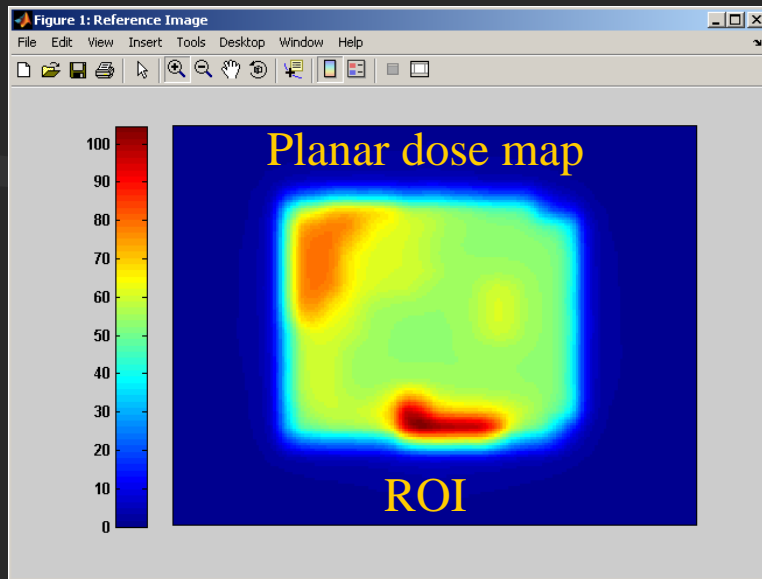 Figure 1: Reference Image
File Edit View Insert Tools Desktop Window Help
Planar dose map
100
90
80
70
60
50
40
30
20
10
0
ROI